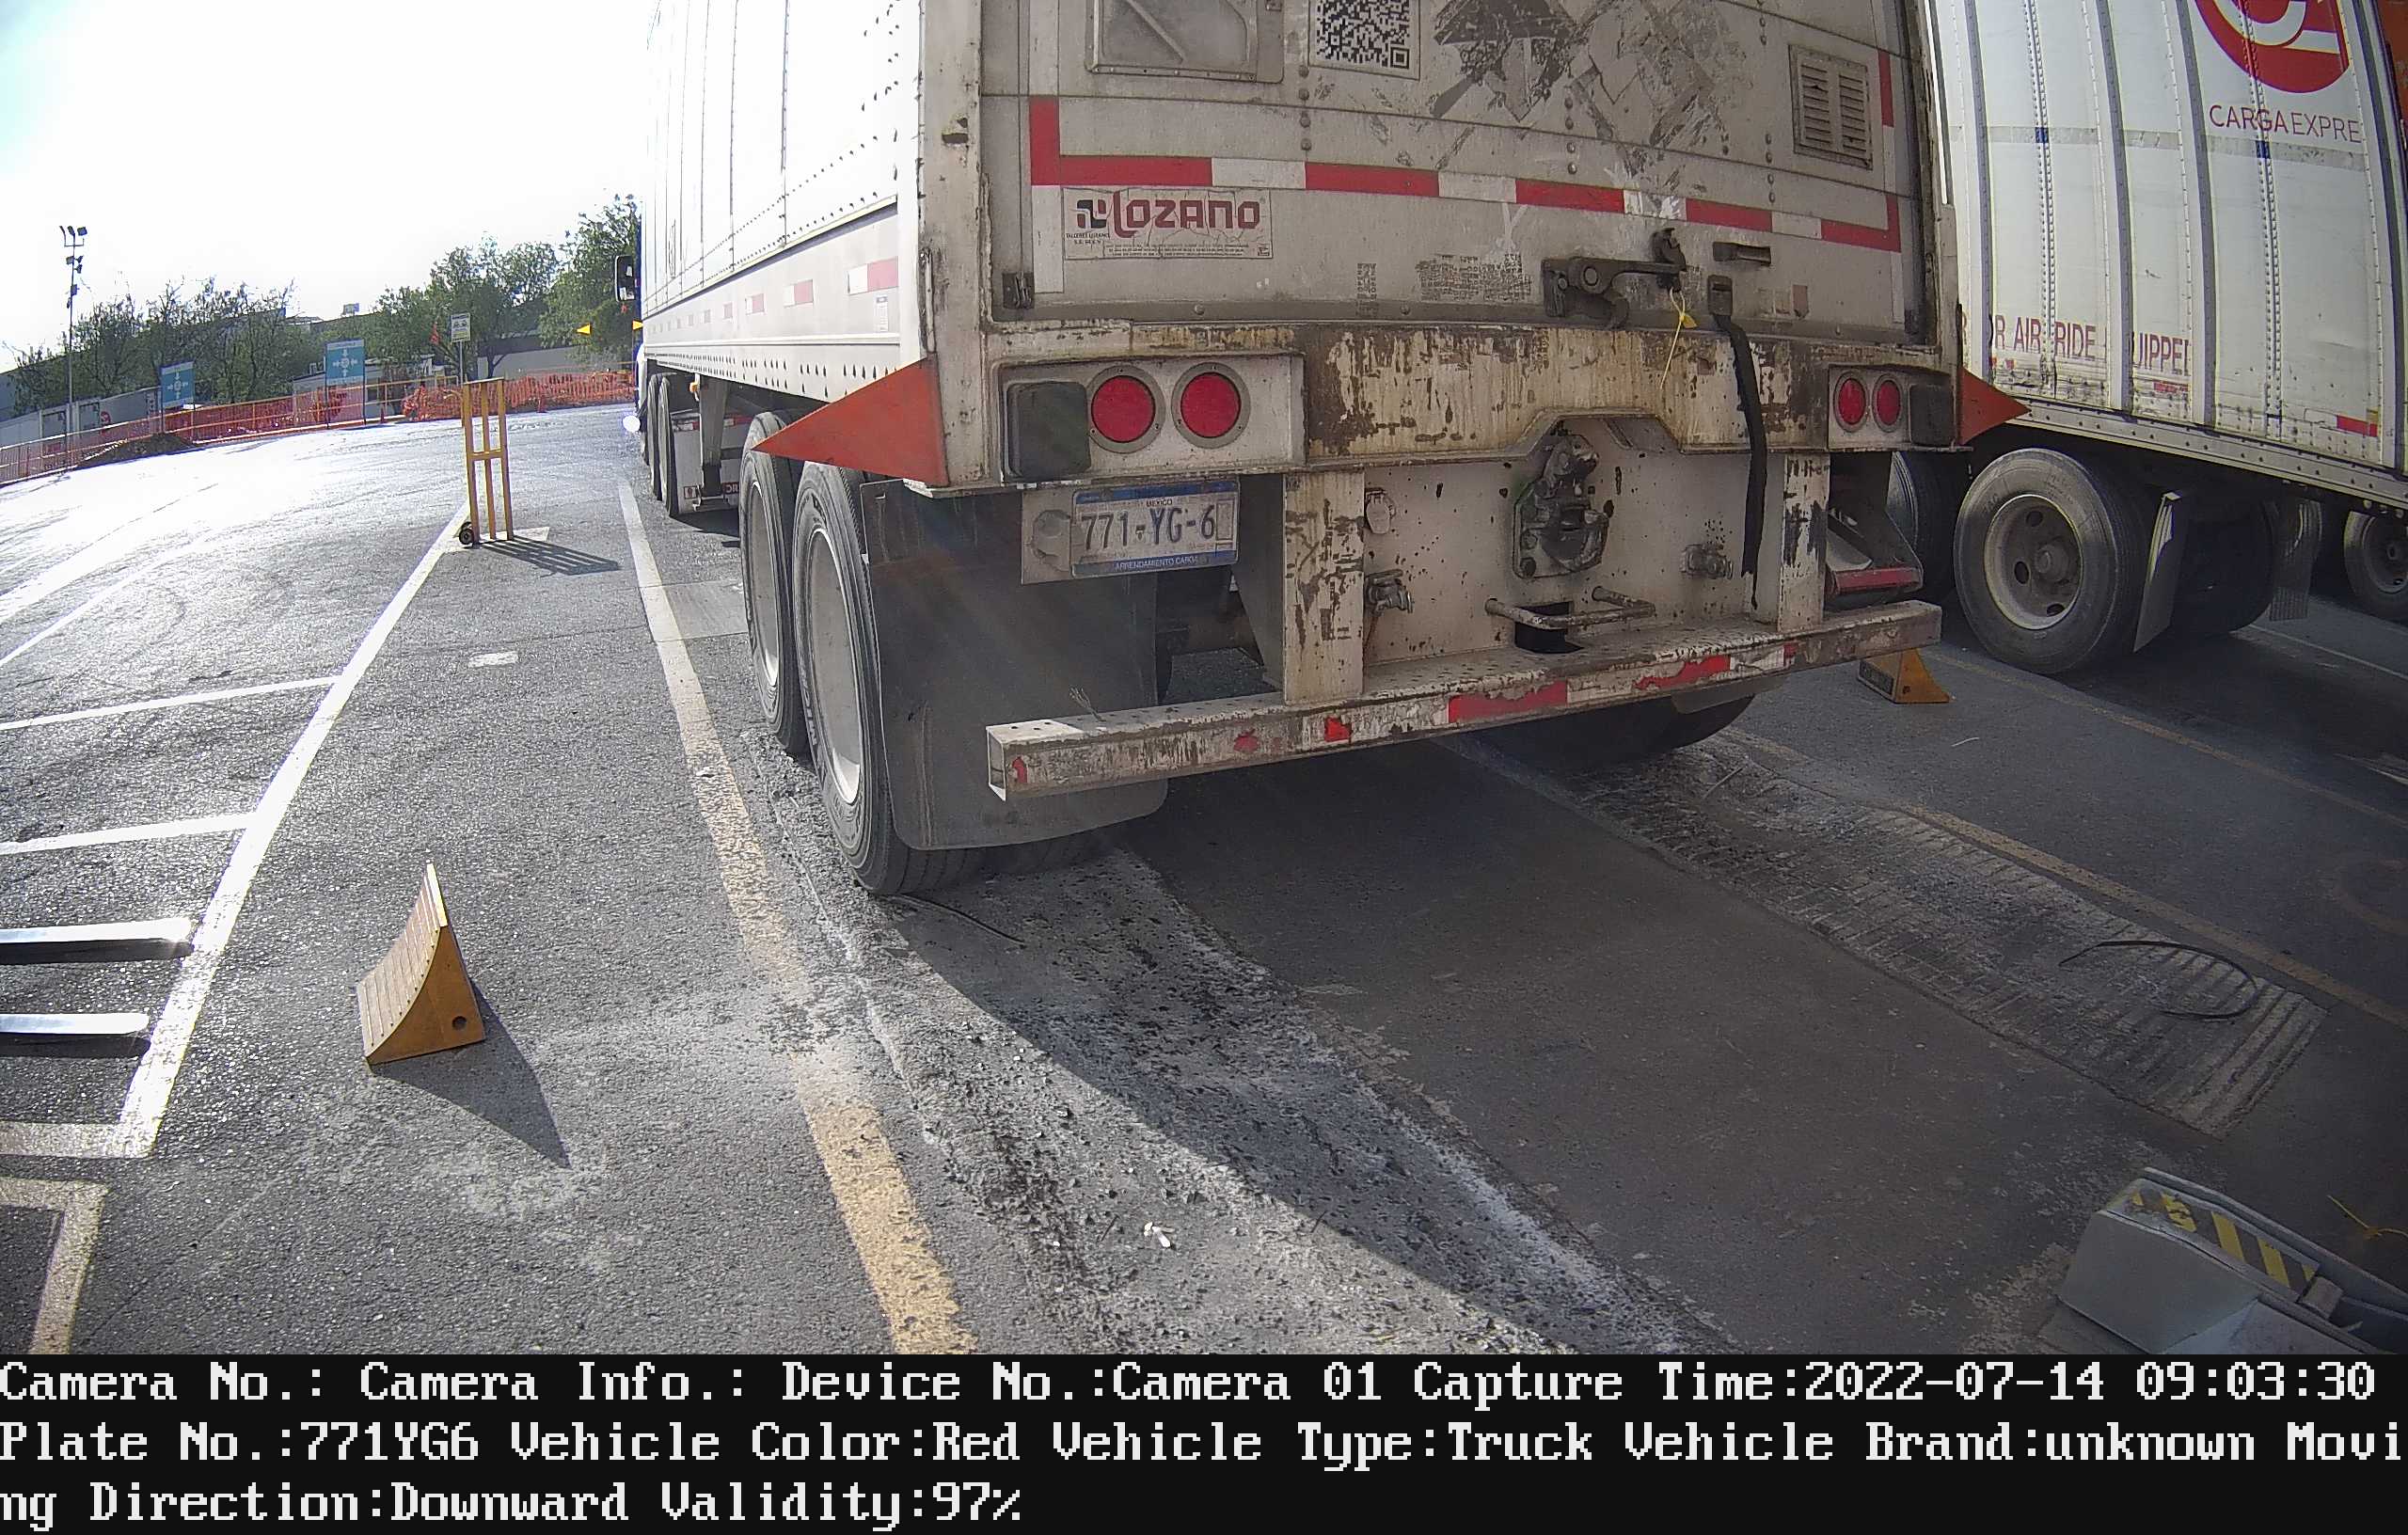 CARGA EXPRE
LOZANO
R AIR RIDE UIPPE
MEXICO
771-YG-6
ARRENDAMIENTO CARGA
Camera No.: Camera Info.: Device No.:Camera 01 Capture Time:2022-07-14 09:03:30
Plate No.:771YG6 Vehicle Color:Red Vehicle Type:Truck Vehicle Brand:unknown Movi
ng Direction:Downward Validity:97%